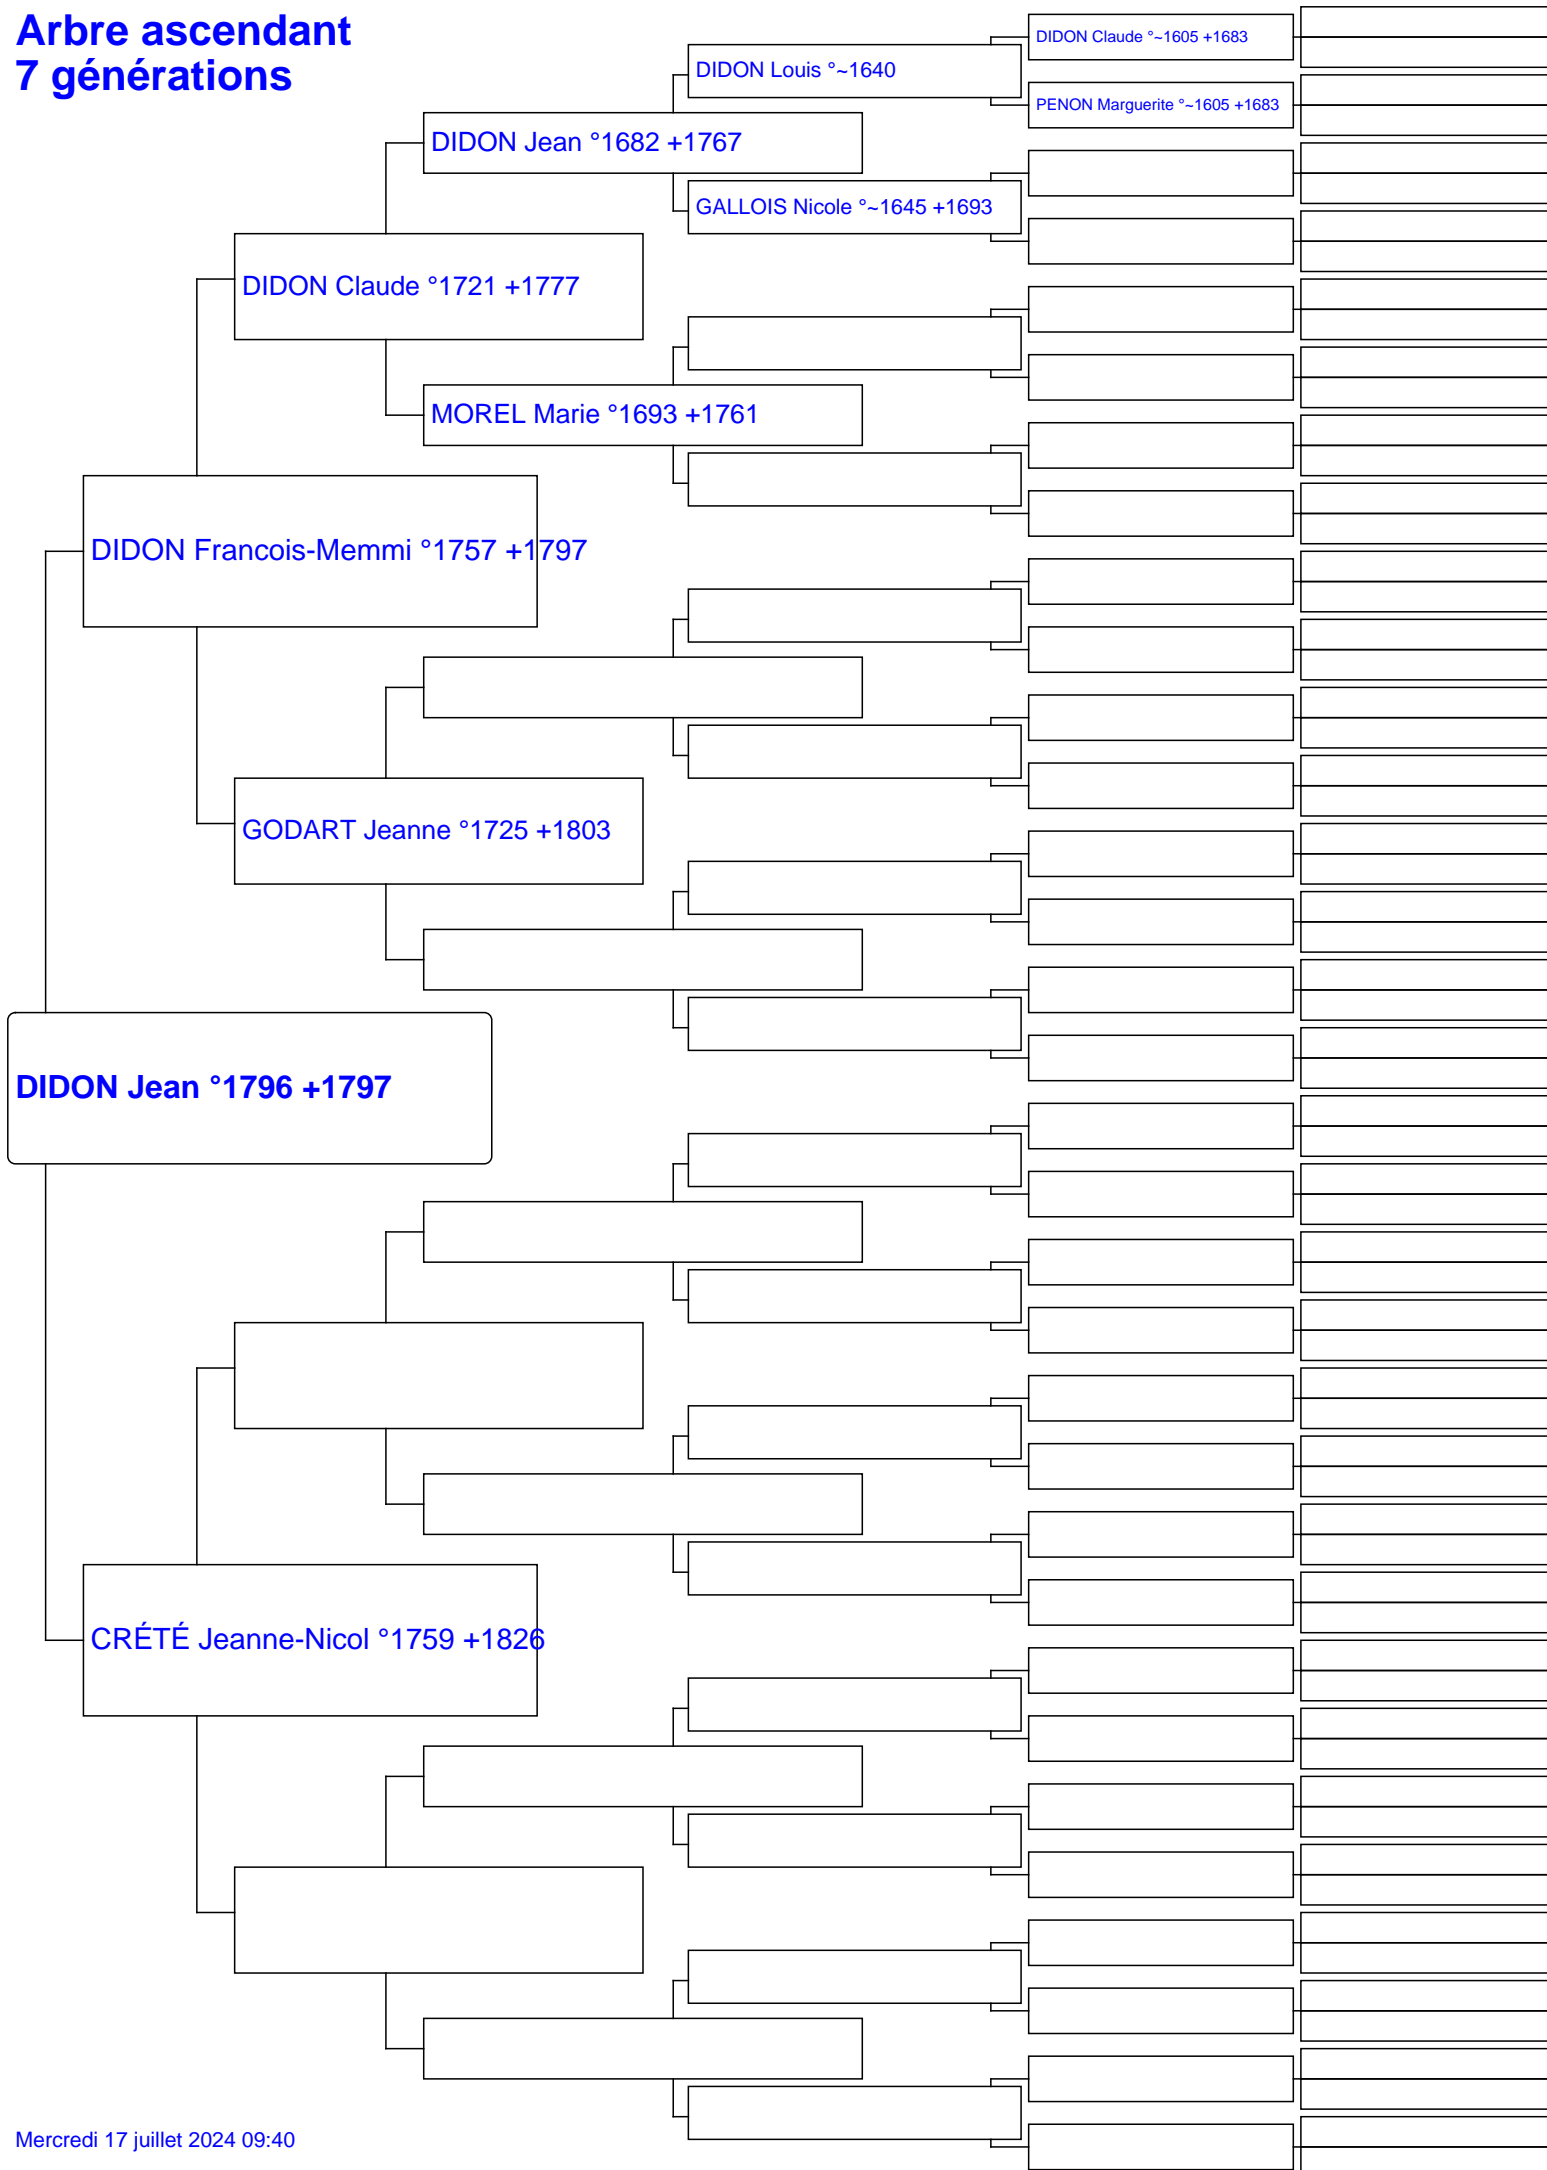 Arbre ascendant
7 générations
DIDON Claude °~1605 +1683
DIDON Louis °~1640
PENON Marguerite °~1605 +1683
DIDON Jean °1682 +1767
GALLOIS Nicole °~1645 +1693
DIDON Claude °1721 +1777
MOREL Marie °1693 +1761
DIDON Francois-Memmi °1757 +1797
GODART Jeanne °1725 +1803
DIDON Jean °1796 +1797
CRÉTÉ Jeanne-Nicol °1759 +1826
Mercredi 17 juillet 2024 09:40